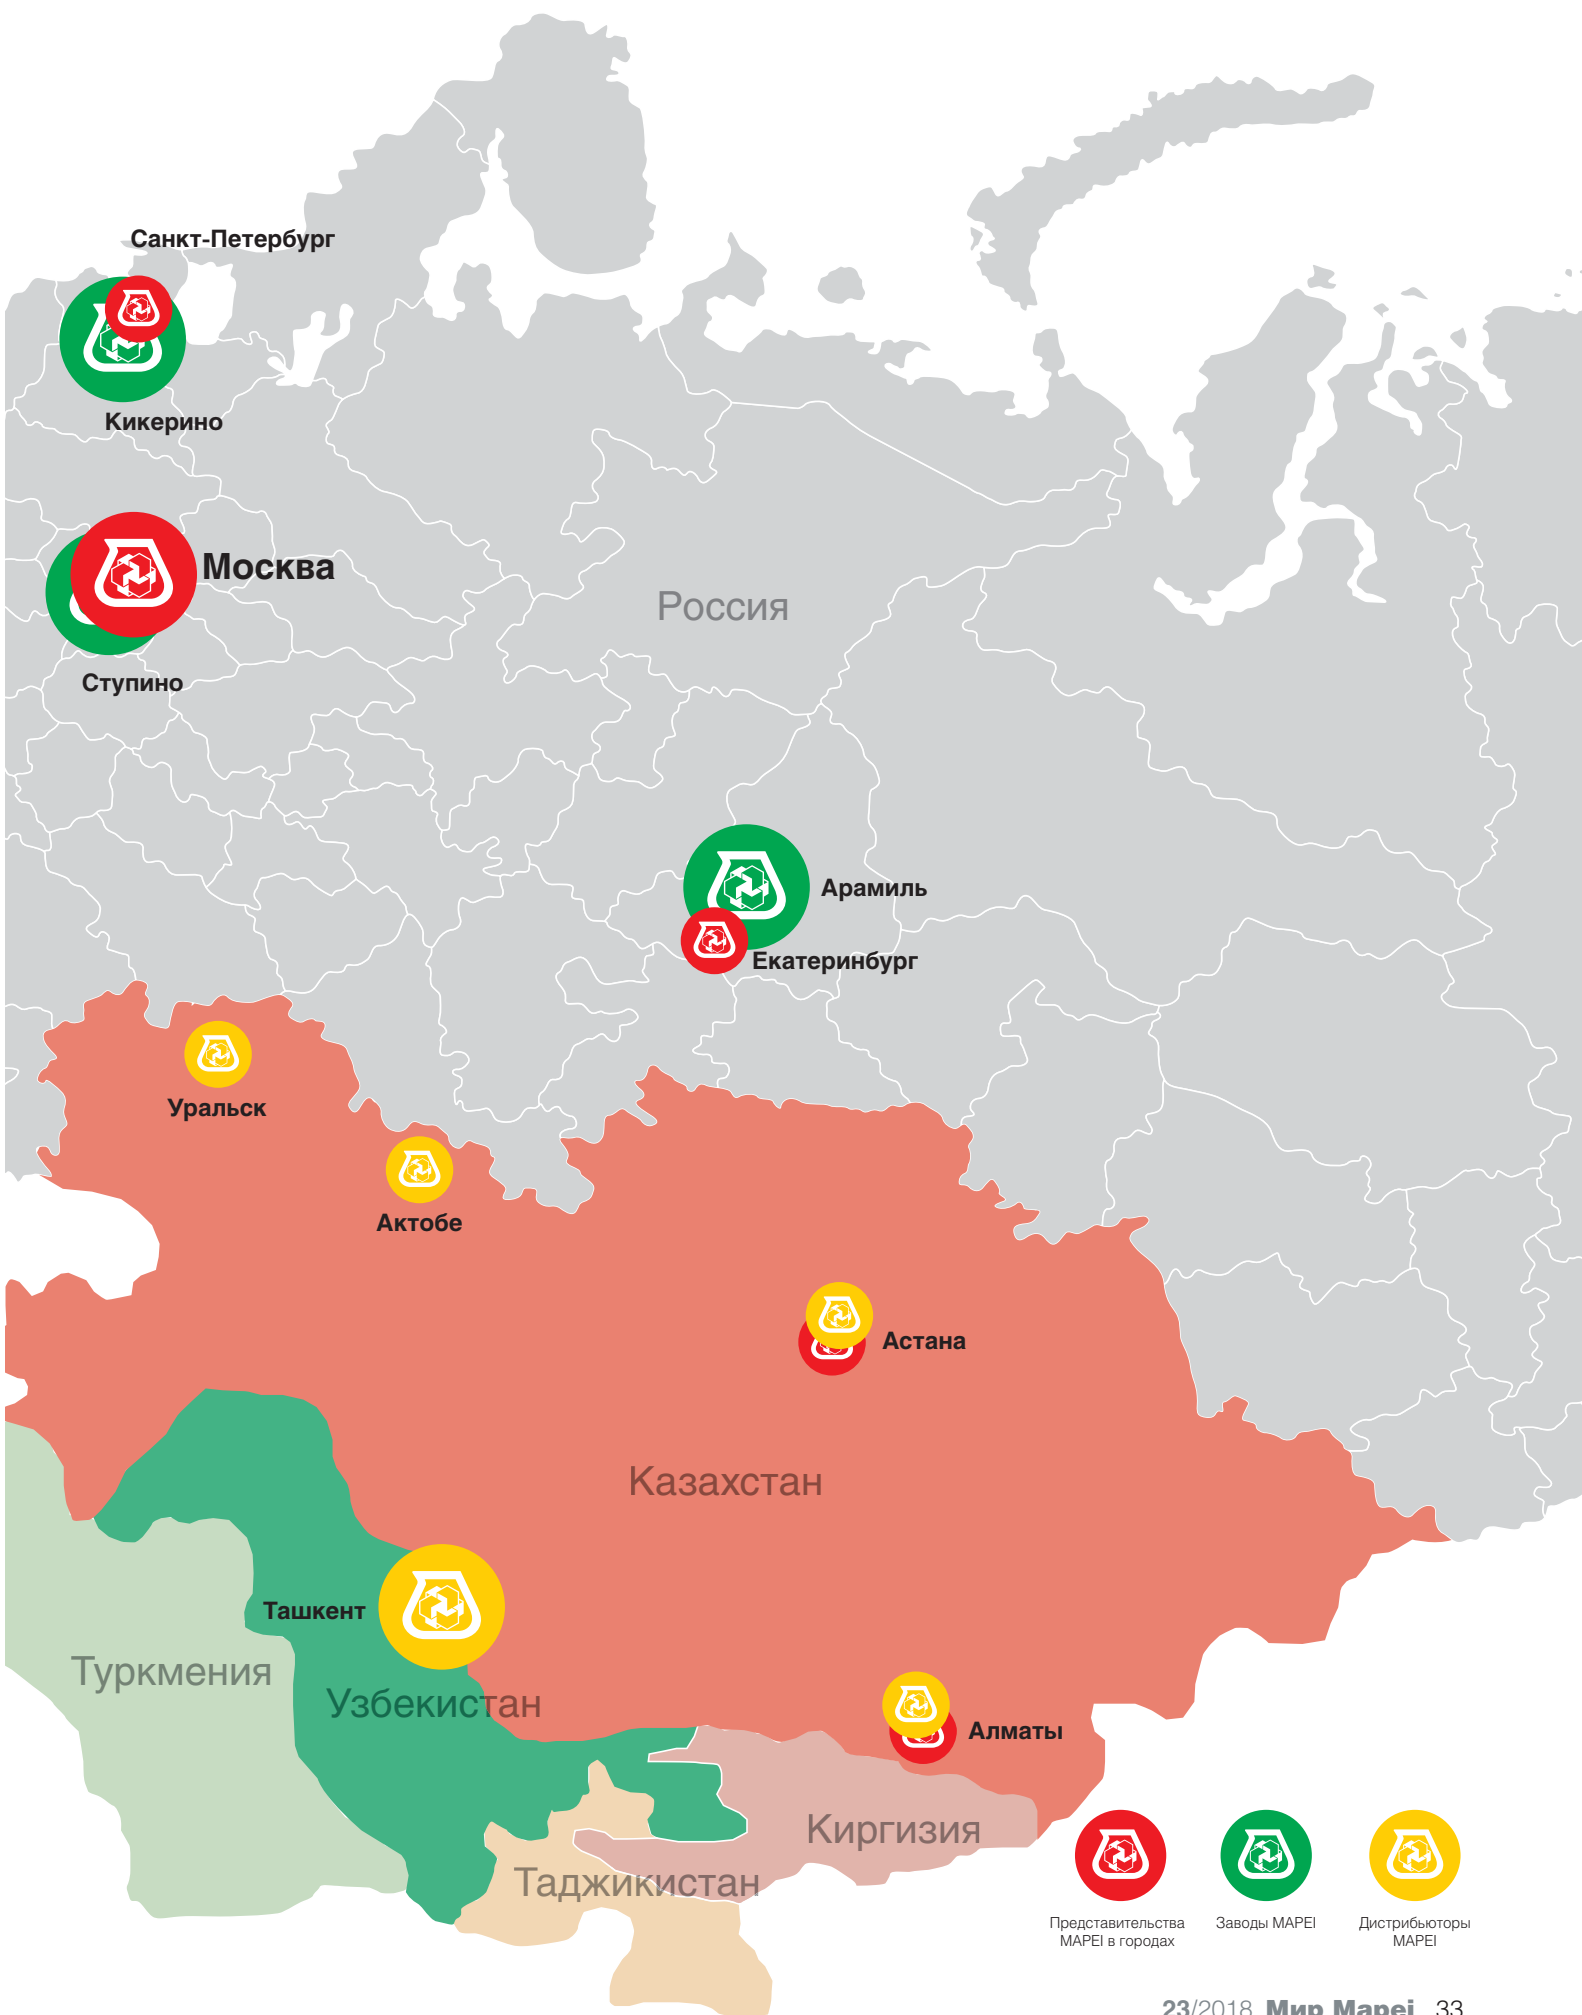 Санкт-Петербург
Кикерино
Москва
Россия
Ступино
Арамиль
Екатеринбург
Уральск
Актобе
Астана
Казахстан
Ташкент
Туркмения
Узбекистан
Алматы
Киргизия
Таджикистан
Представительства
MAPEI в городах
Заводы MAPEI
Дистрибьюторы
MAPEI
23/2018 Мир Mapei 33